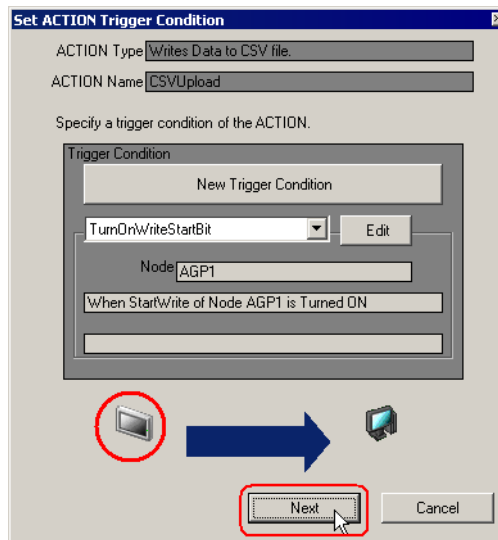 Set ACTION Trigger Condition
ACTION Type Writes Data to CSV file.
ACTION Name CSVUpload
Specify a trigger condition of the ACTION.
Trigger Condition
New Trigger Condition
TurnOnWriteStartBit Edit
Node AGP1
When StartWrite of Node AGP1 is Turned ON
Next Cancel